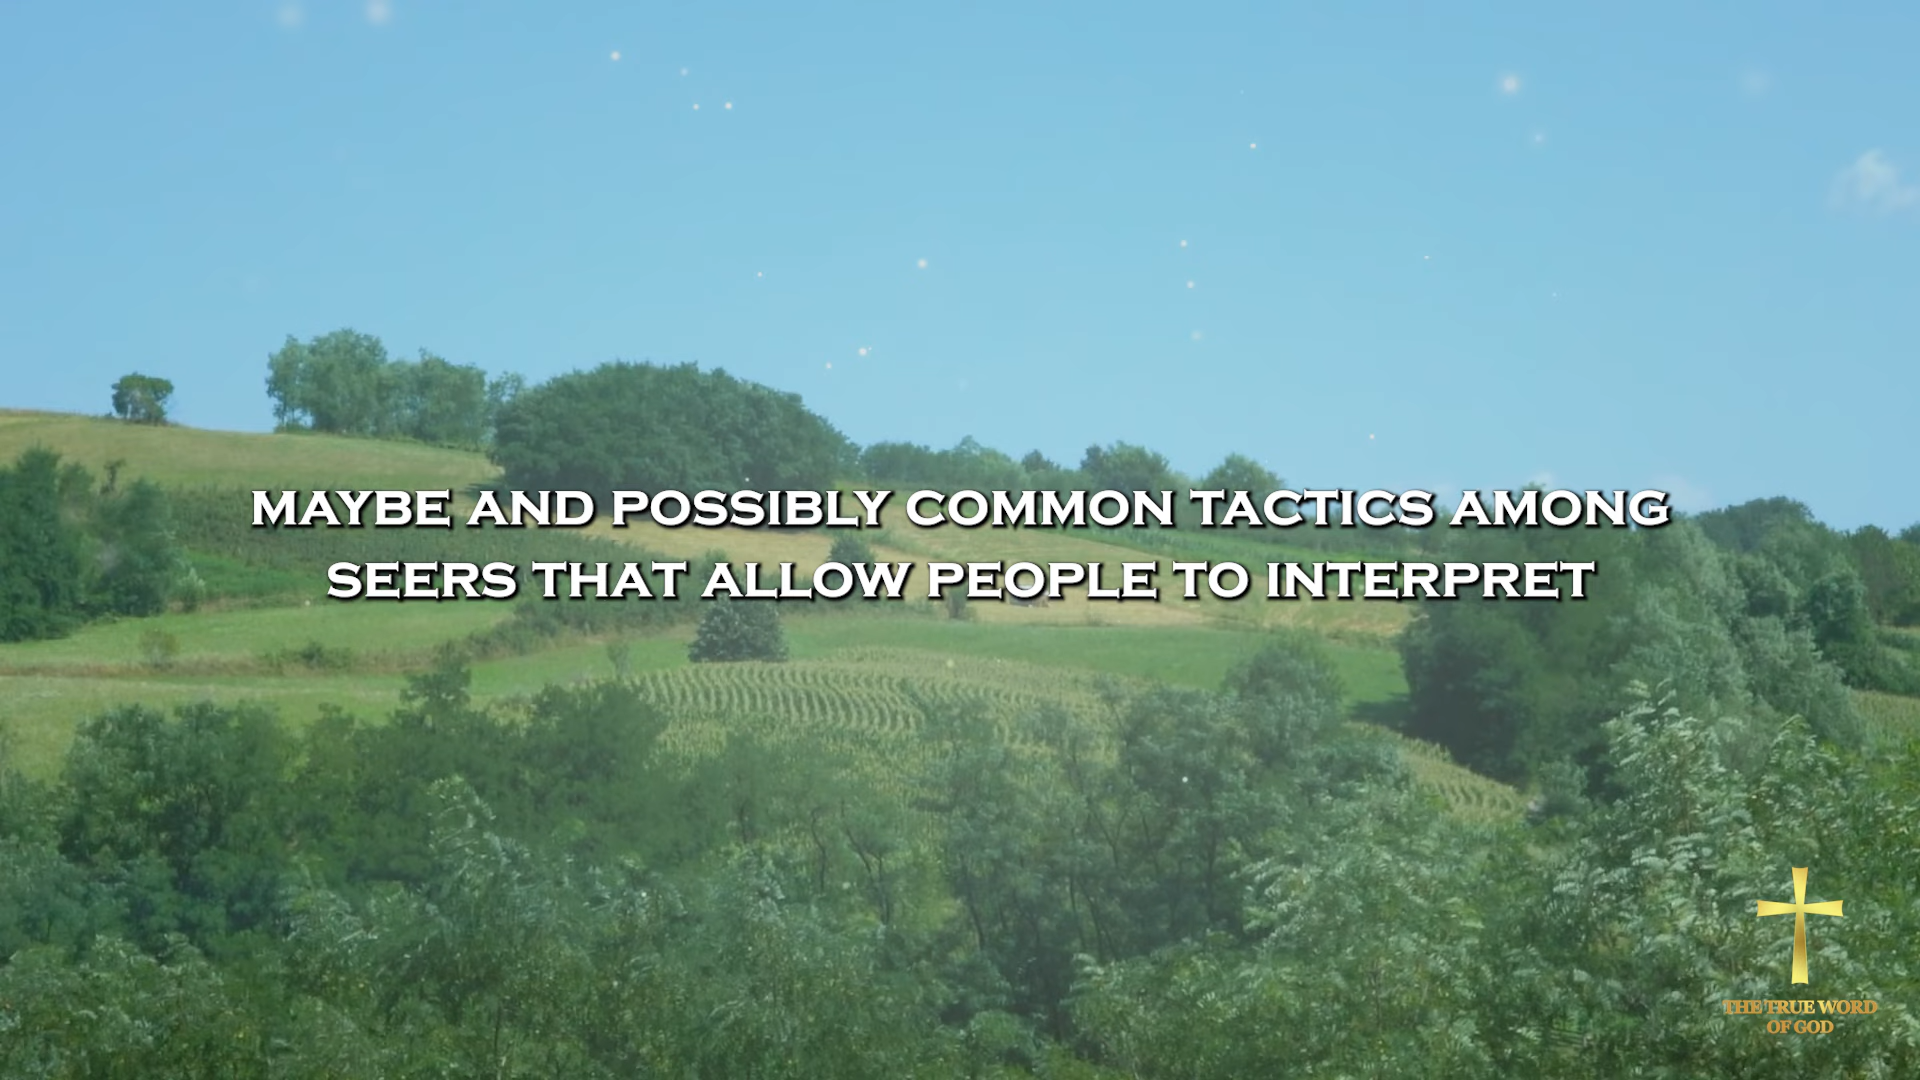 MAYBE AND POSSIBLY COMMON TACTICS AMONG
SEERS THAT ALLOW PEOPLE TO INTERPRET
THE TRUE WORD
OF GOD